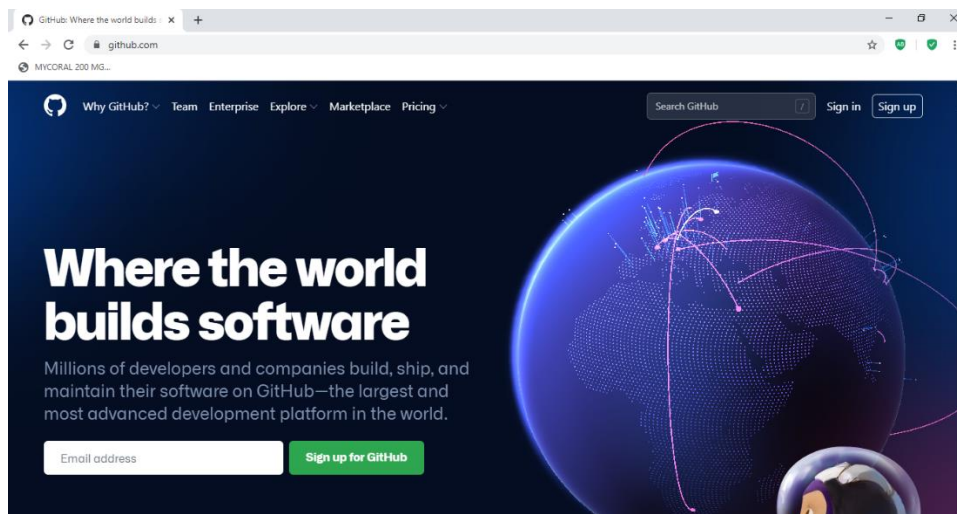 GitHub: Where the world builds s
github.com
MYCORAL 200 MG...
Why GitHub? Team Enterprise Explore Marketplace Pricing Search GitHub / Sign in Sign up
Where the world
builds software
Millions of developers and companies build, ship, and
maintain their software on GitHub—the largest and
most advanced development platform in the world.
Email address Sign up for GitHub